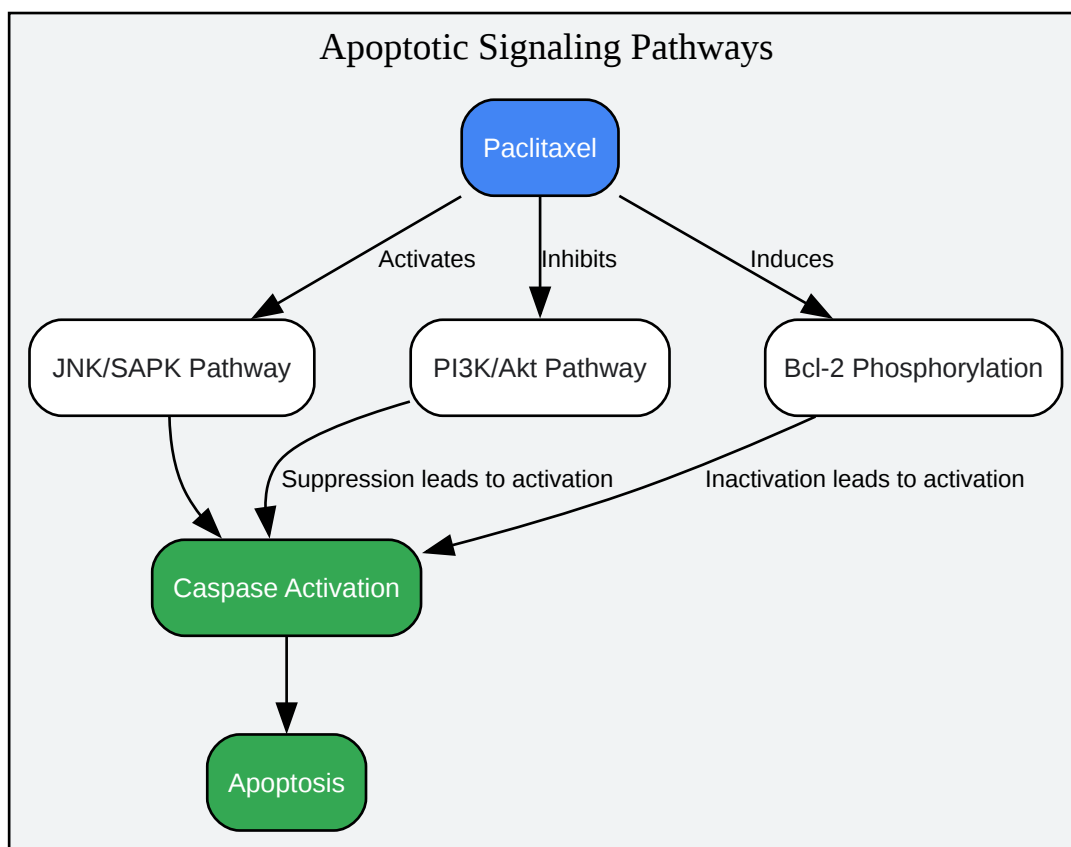 Apoptotic Signaling Pathways
Paclitaxel
Activates
Inhibits
Induces
JNK/SAPK Pathway
PI3K/Akt Pathway
Bcl-2 Phosphorylation
Suppression leads to activation
Inactivation leads to activation
Caspase Activation
Apoptosis